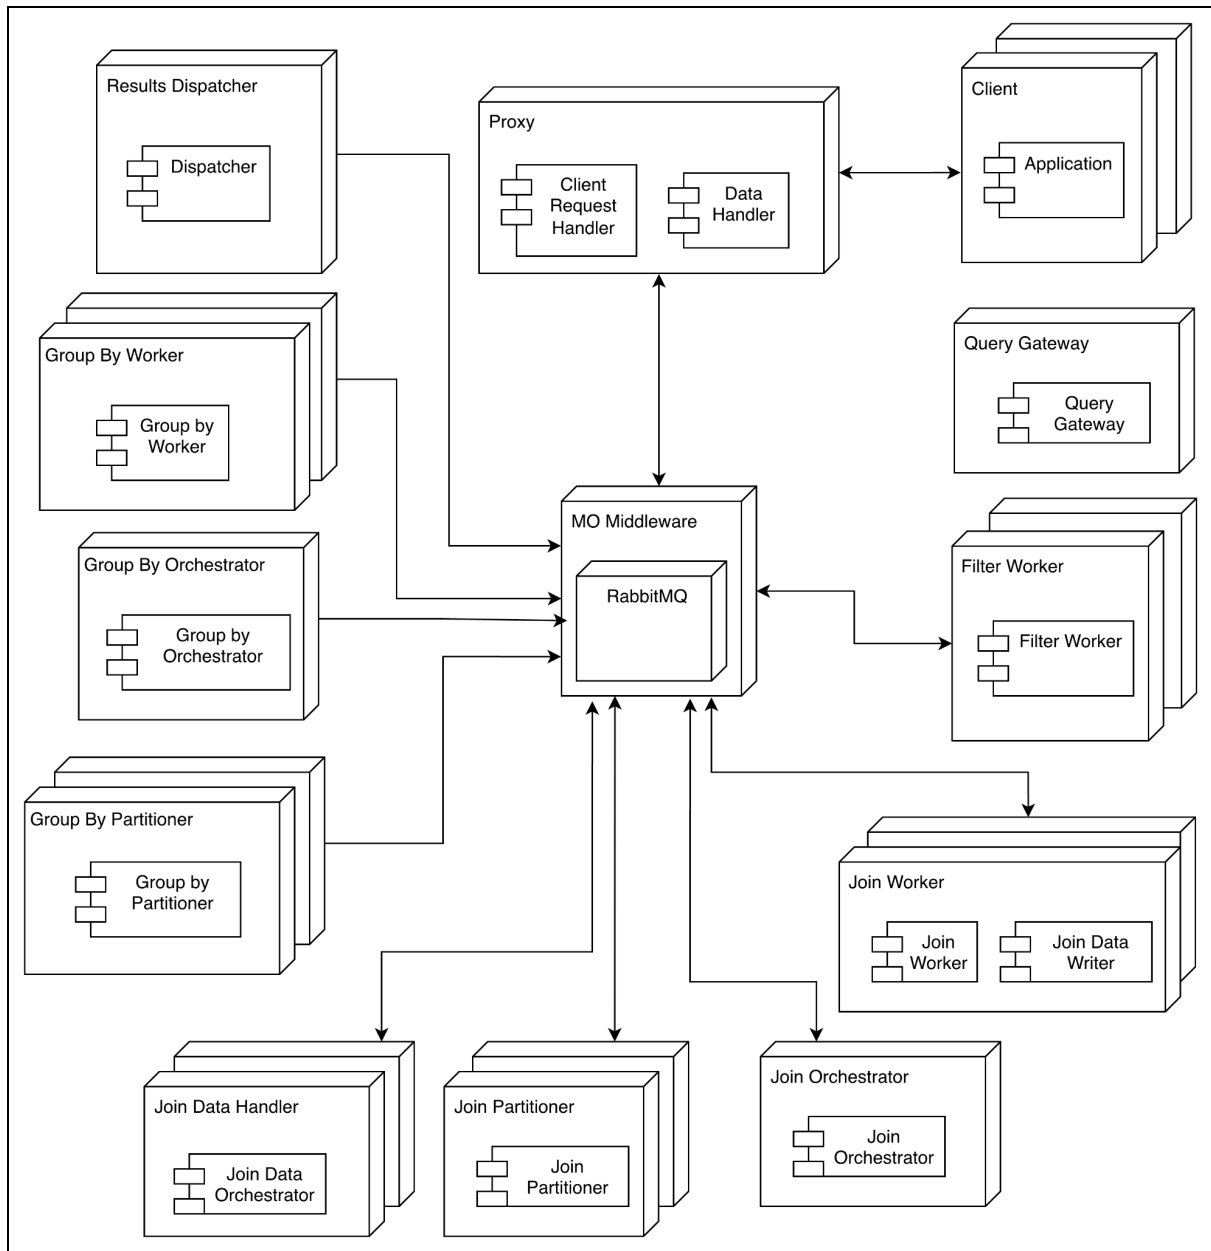 Results Dispatcher
Dispatcher
Proxy
Client
Request
Handler
Data
Handler
Client
Application
Group By Worker
Group by
Worker
Query Gateway
Query
Gateway
MO Middleware
RabbitMQ
Group By Orchestrator
Group by
Orchestrator
Filter Worker
Filter Worker
Group By Partitioner
Group by
Partitioner
Join Worker
Join
Worker
Join Data
Writer
Join Data Handler
Join Data
Orchestrator
Join Partitioner
Join
Partitioner
Join Orchestrator
Join
Orchestrator